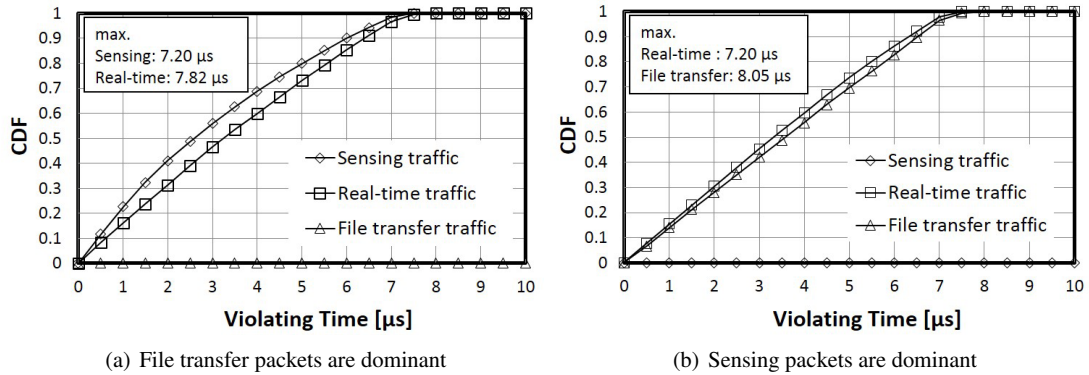 max.
Sensing: 7.20 µs
Real-time: 7.82 µs
CDF
1
0.9
0.8
0.7
0.6
0.5
0.4
0.3
0.2
0.1
0
Sensing traffic
Real-time traffic
File transfer traffic
0 1 2 3 4 5 6 7 8 9 10
Violating Time [µs]
(a) File transfer packets are dominant
max.
Real-time : 7.20 µs
File transfer: 8.05 µs
CDF
1
0.9
0.8
0.7
0.6
0.5
0.4
0.3
0.2
0.1
0
Sensing traffic
Real-time traffic
File transfer traffic
0 1 2 3 4 5 6 7 8 9 10
Violating Time [µs]
(b) Sensing packets are dominant